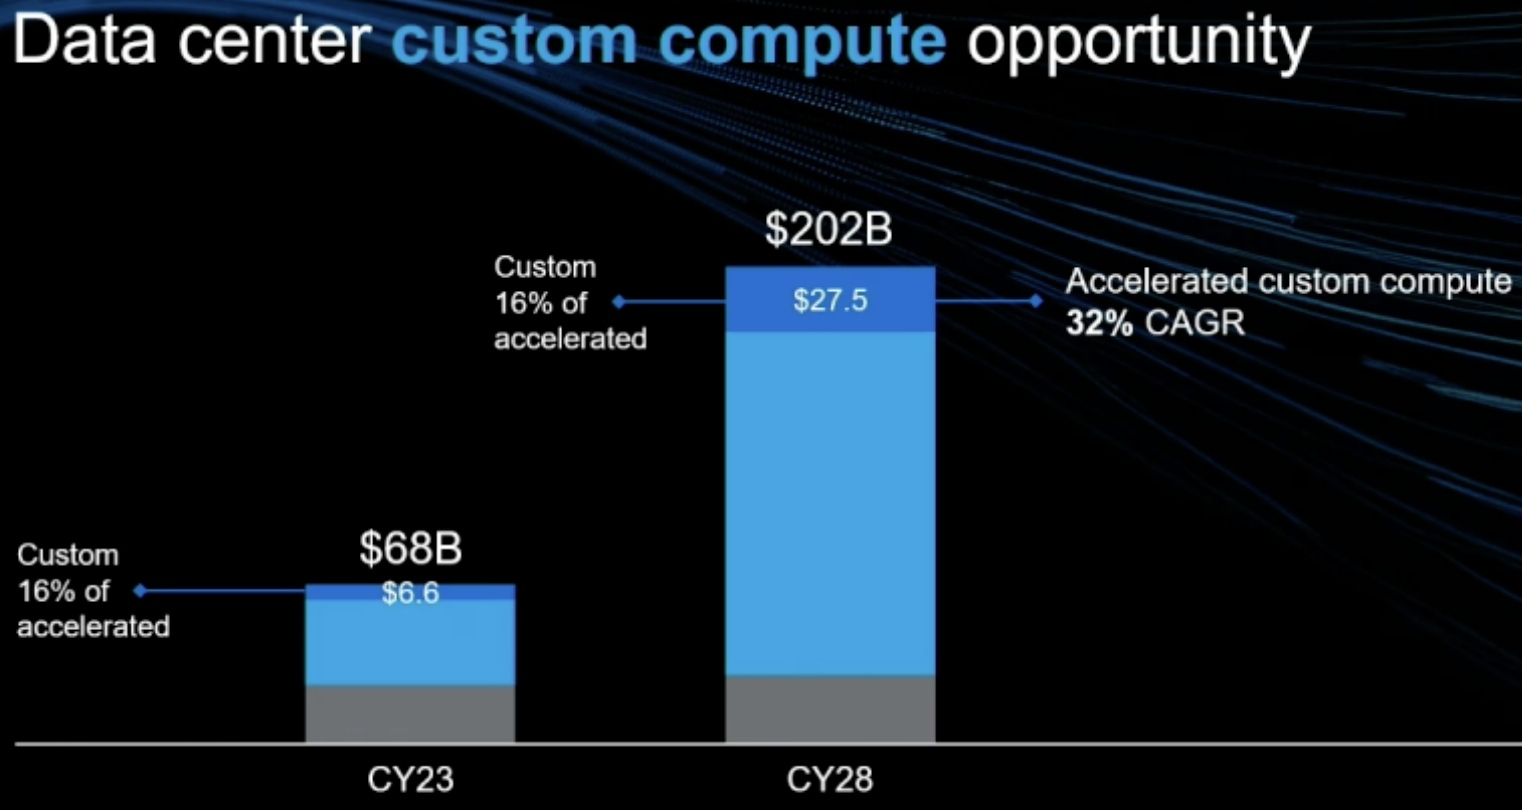 Data center custom compute opportunity
$202B
Custom
16% of
accelerated
$27.5
Accelerated custom compute
32% CAGR
$68B
Custom
16% of
accelerated
$6.6
CY23
CY28